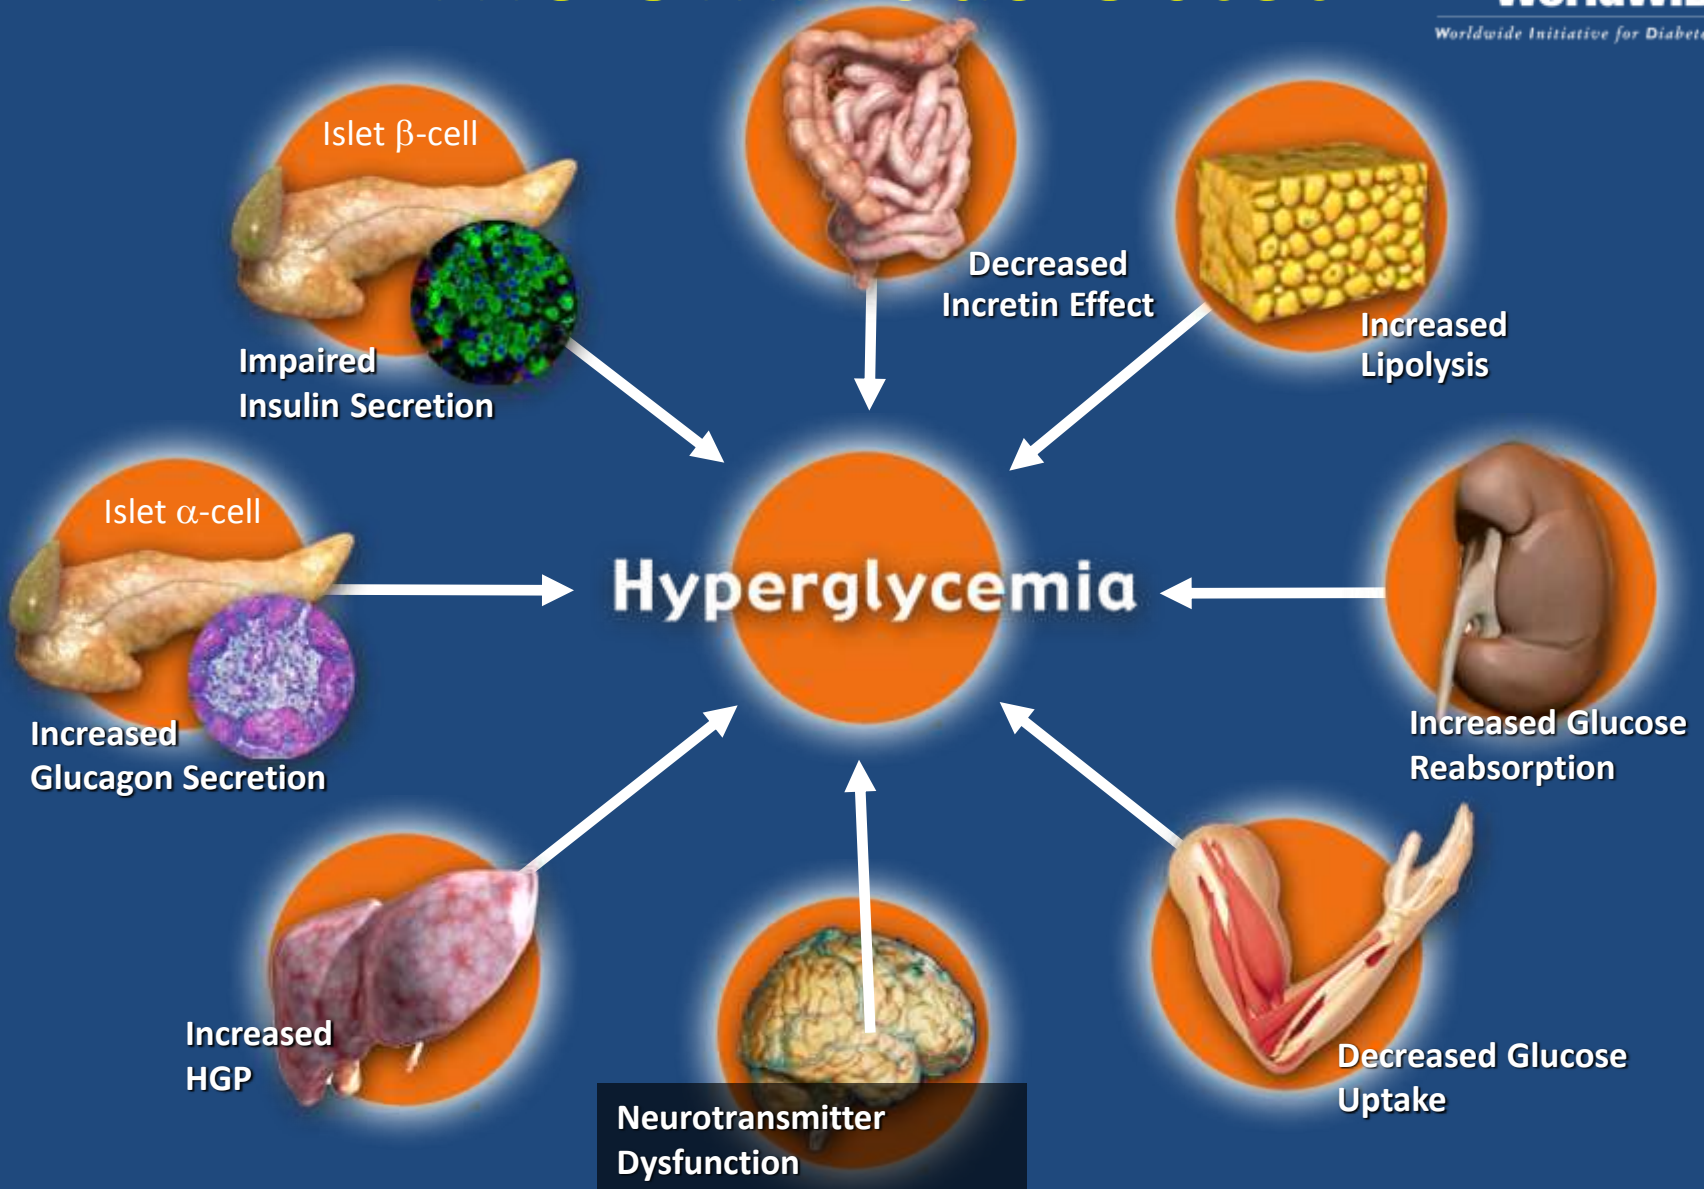 Worldwide Initiative for
Islet β-cell
Impaired
Insulin Secretion
Decreased
Incretin Effect
Increased
Lipolysis
Islet α-cell
Increased
Glucagon Secretion
Hyperglycemia
Increased Glucose
Reabsorption
Increased
HGP
Neurotransmitter
Dysfunction
Decreased Glucose
Uptake